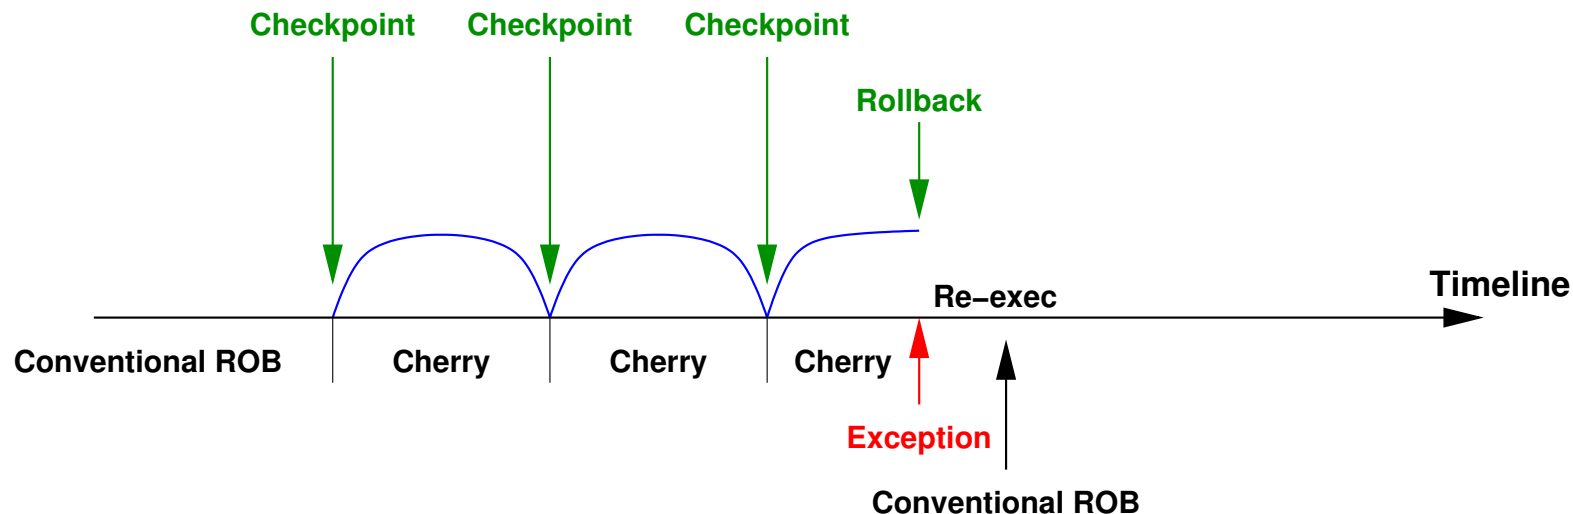 Checkpoint Checkpoint Checkpoint
Rollback
Re–exec
Timeline
Conventional ROB Cherry Cherry Cherry
Exception
Conventional ROB